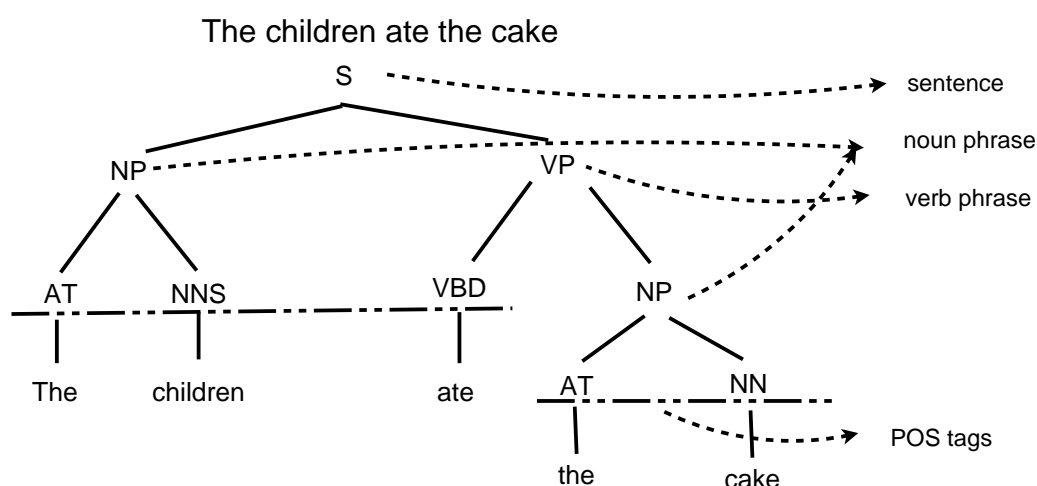 The children ate the cake
S
sentence
noun phrase
NP
VP
verb phrase
AT
NNS
VBD
NP
The
children
ate
AT
NN
POS tags
the
cake